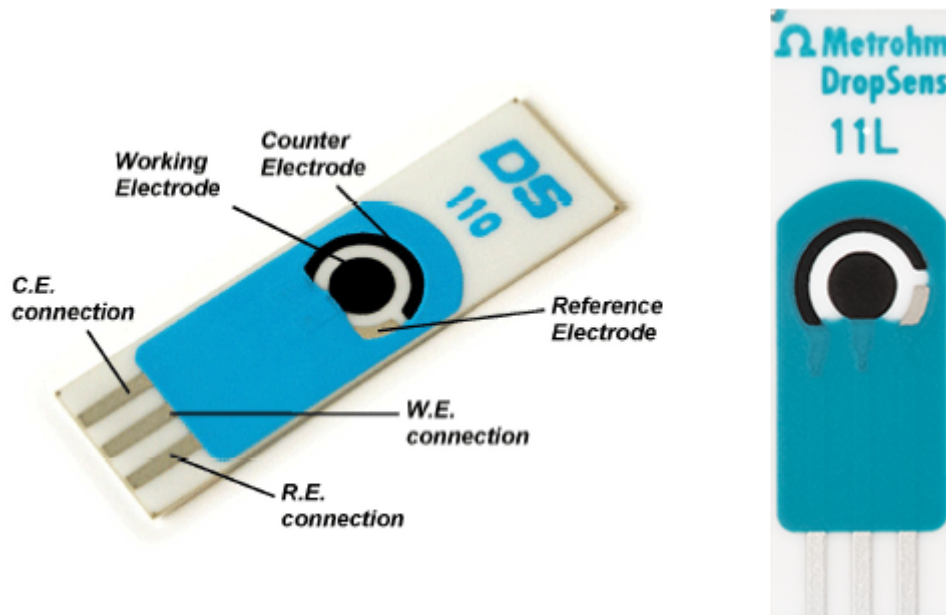 Counter
Electrode
Working
Electrode
DS
110
C.E.
connection
Reference
Electrode
W.E.
connection
R.E.
connection
Metrohm
DropSens
11L